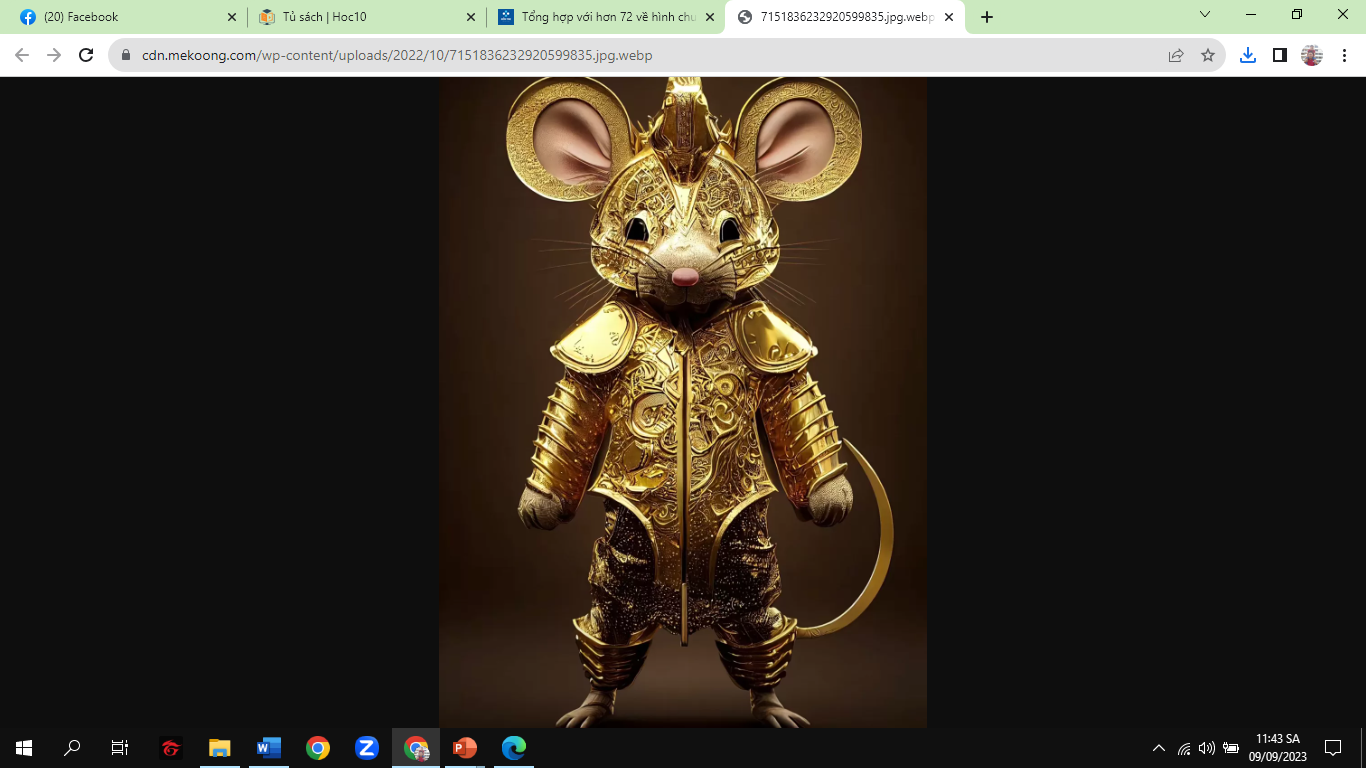 (20) Facebook
Tủ sách | Hoc10
Tổng hợp với hơn 72 về hình chu
7151836232920599835.jpg.webp
cdn.mekoong.com/wp-content/uploads/2022/10/7151836232920599835.jpg.webp
11:43 SA
09/09/2023